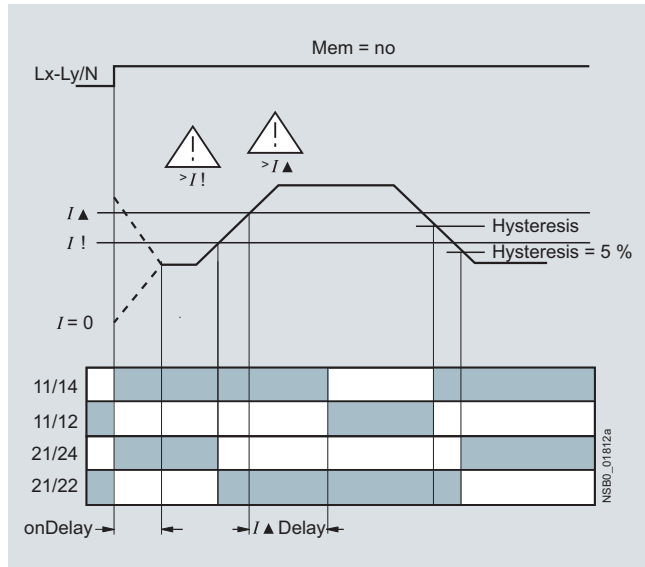 Mem = no
Lx-Ly/N
>I !
>I ▲
I ▲
Hysteresis
I !
Hysteresis = 5 %
I = 0
11/14
11/12
21/24
21/22
NSB0_01812a
onDelay
I ▲ Delay